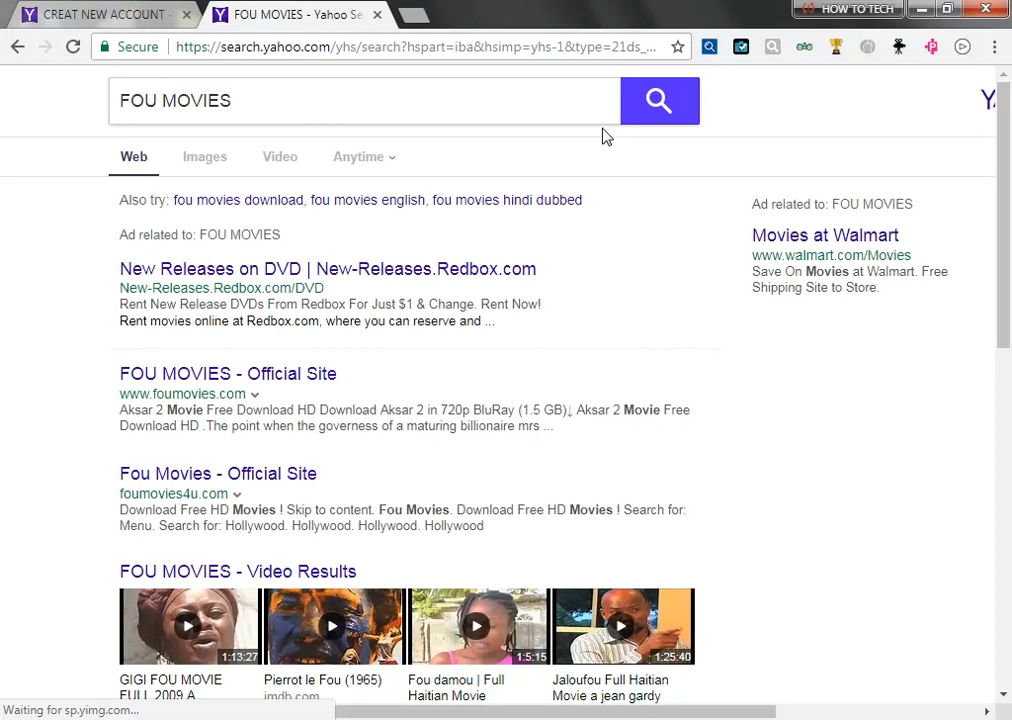 CREAT NEW ACCOUNT -
FOU MOVIES - Yahoo Se
HOW TO TECH
Secure
https://search.yahoo.com/yhs/search?hspart=iba&hsimp=yhs-1&type=21ds_...
FOU MOVIES
Web
Images
Video
Anytime
Also try: fou movies download, fou movies english, fou movies hindi dubbed
Ad related to: FOU MOVIES
New Releases on DVD | New-Releases.Redbox.com
New-Releases.Redbox.com/DVD
Rent New Release DVDs From Redbox For Just $1 & Change. Rent Now!
Rent movies online at Redbox.com, where you can reserve and ...
FOU MOVIES - Official Site
www.foumovies.com
Aksar 2 Movie Free Download HD Download Aksar 2 in 720p BluRay (1.5 GB)↓ Aksar 2 Movie Free
Download HD .The point when the governess of a maturing billionaire mrs ...
Fou Movies - Official Site
foumovies4u.com
Download Free HD Movies ! Skip to content. Fou Movies. Download Free HD Movies ! Search for:
Menu. Search for: Hollywood. Hollywood. Hollywood. Hollywood
FOU MOVIES - Video Results
1:13:27
1:5:15
1:25:40
GIGI FOU MOVIE
FULL 2009 A
Pierrot le Fou (1965)
imdb.com
Fou damou | Full
Haitian Movie
Jaloufou Full Haitian
Movie a jean gardy
Ad related to: FOU MOVIES
Movies at Walmart
www.walmart.com/Movies
Save On Movies at Walmart. Free
Shipping Site to Store.
Waiting for sp.yimg.com...